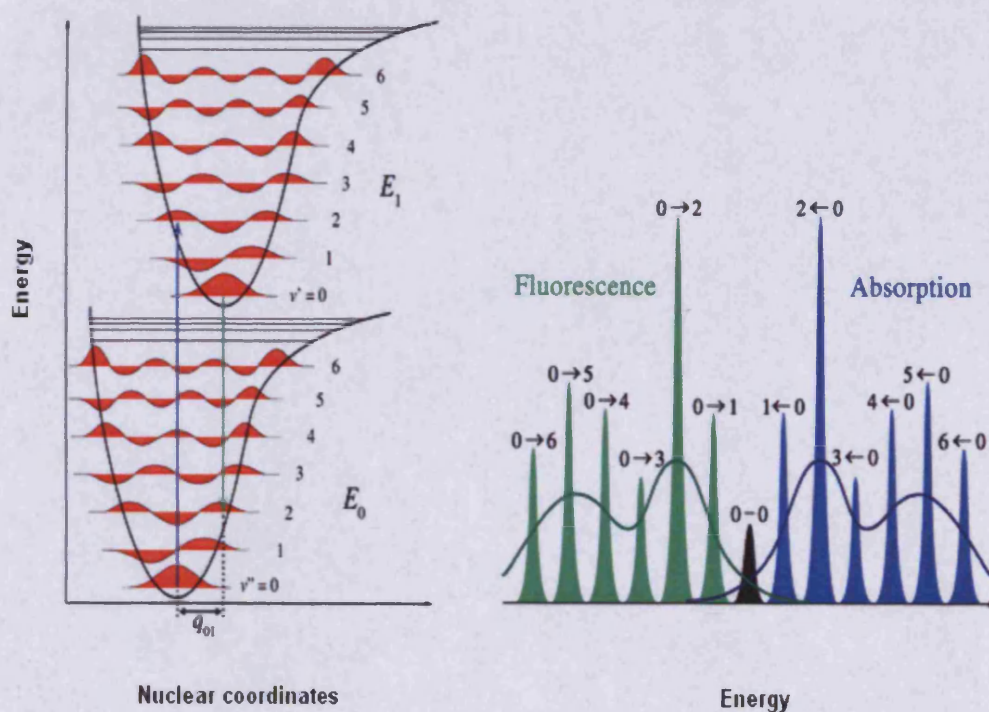 Energy
6
5
4
3
2
1
v' = 0
E₁
6
5
4
3
2
1
v'' = 0
E₀
q₀₁
Nuclear coordinates
Fluorescence
Absorption
0→6
0→5
0→4
0→3
0→2
0→1
0-0
1←0
2←0
3←0
4←0
5←0
6←0
Energy